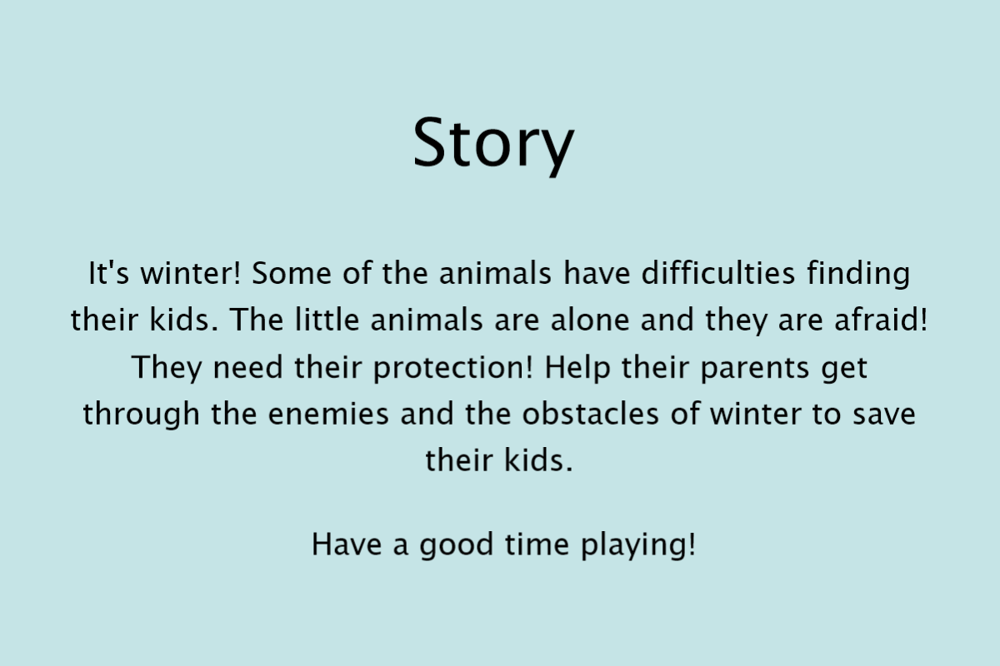 Story
It's winter! Some of the animals have difficulties finding
their kids. The little animals are alone and they are afraid!
They need their protection! Help their parents get
through the enemies and the obstacles of winter to save
their kids.
Have a good time playing!